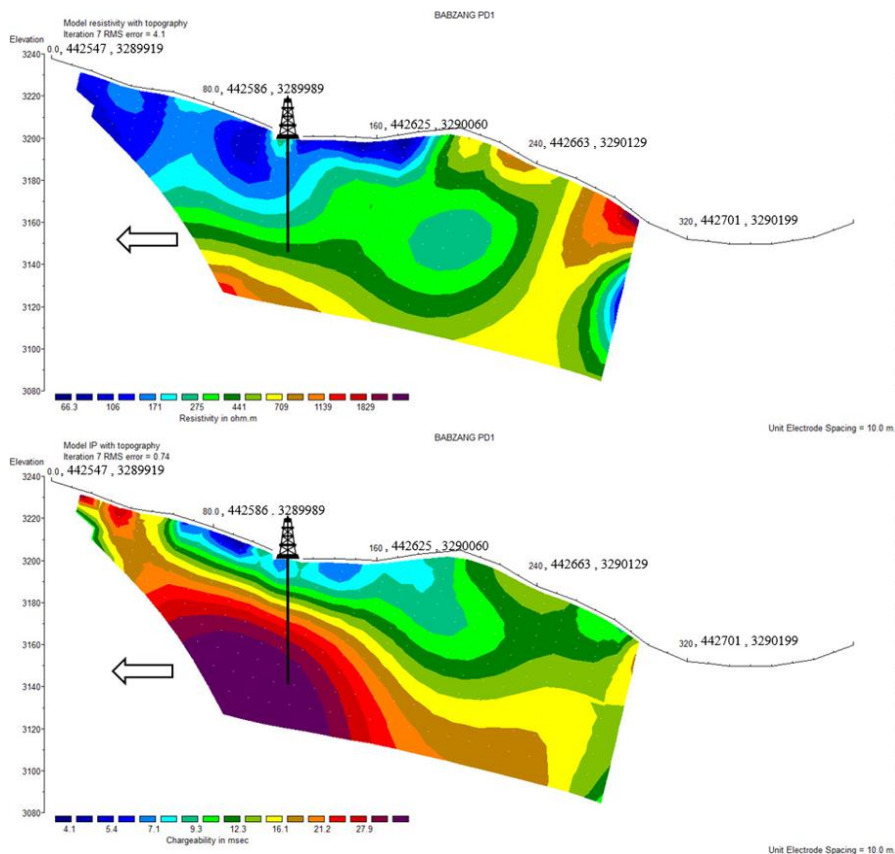 BABZANG PD1
Model resistivity with topography
Iteration 7 RMS error = 4.1
Elevation
0.0, 442547 , 3289919
3240
80.0, 442586 , 3289989
3220
160, 442625 , 3290060
3200
240, 442663 , 3290129
3180
3160
320, 442701 , 3290199
3140
3120
3100
3080
66.3 106 171 275 441 709 1139 1829
Resistivity in ohm.m
Unit Electrode Spacing = 10.0 m.
BABZANG PD1
Model IP with topography
Iteration 7 RMS error = 0.74
Elevation
0.0, 442547 , 3289919
3240
80.0, 442586 . 3289989
3220
160, 442625 , 3290060
3200
240, 442663 , 3290129
3180
3160
320, 442701 , 3290199
3140
3120
3100
3080
4.1 5.4 7.1 9.3 12.3 16.1 21.2 27.9
Chargeability in msec
Unit Electrode Spacing = 10.0 m.